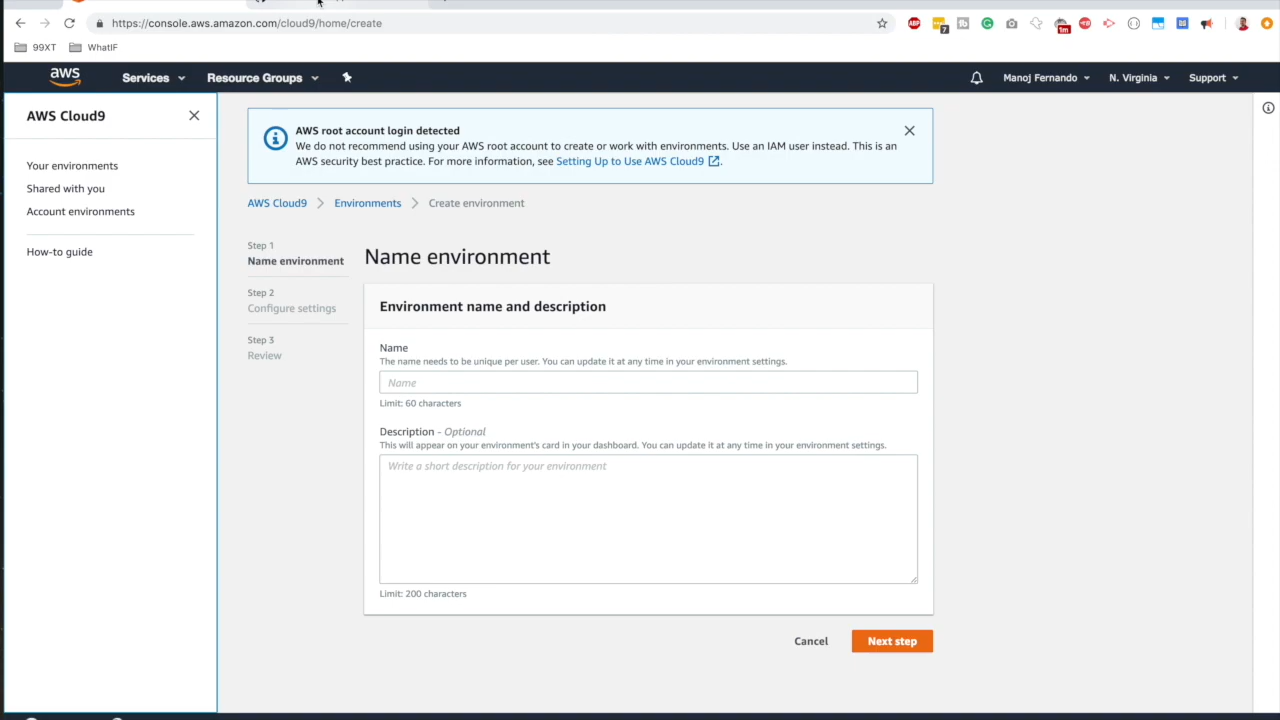 https://console.aws.amazon.com/cloud9/home/create
ABP
7
1m
99XT
WhatIF
aws
Services
Resource Groups
Manoj Fernando
N. Virginia
Support
AWS Cloud9
Your environments
Shared with you
Account environments
How-to guide
AWS root account login detected
We do not recommend using your AWS root account to create or work with environments. Use an IAM user instead. This is an
AWS security best practice. For more information, see Setting Up to Use AWS Cloud9.
AWS Cloud9 > Environments > Create environment
Step 1
Name environment
Step 2
Configure settings
Step 3
Review
Name environment
Environment name and description
Name
The name needs to be unique per user. You can update it at any time in your environment settings.
Name
Limit: 60 characters
Description - Optional
This will appear on your environment's card in your dashboard. You can update it at any time in your environment settings.
Write a short description for your environment
Limit: 200 characters
Cancel
Next step